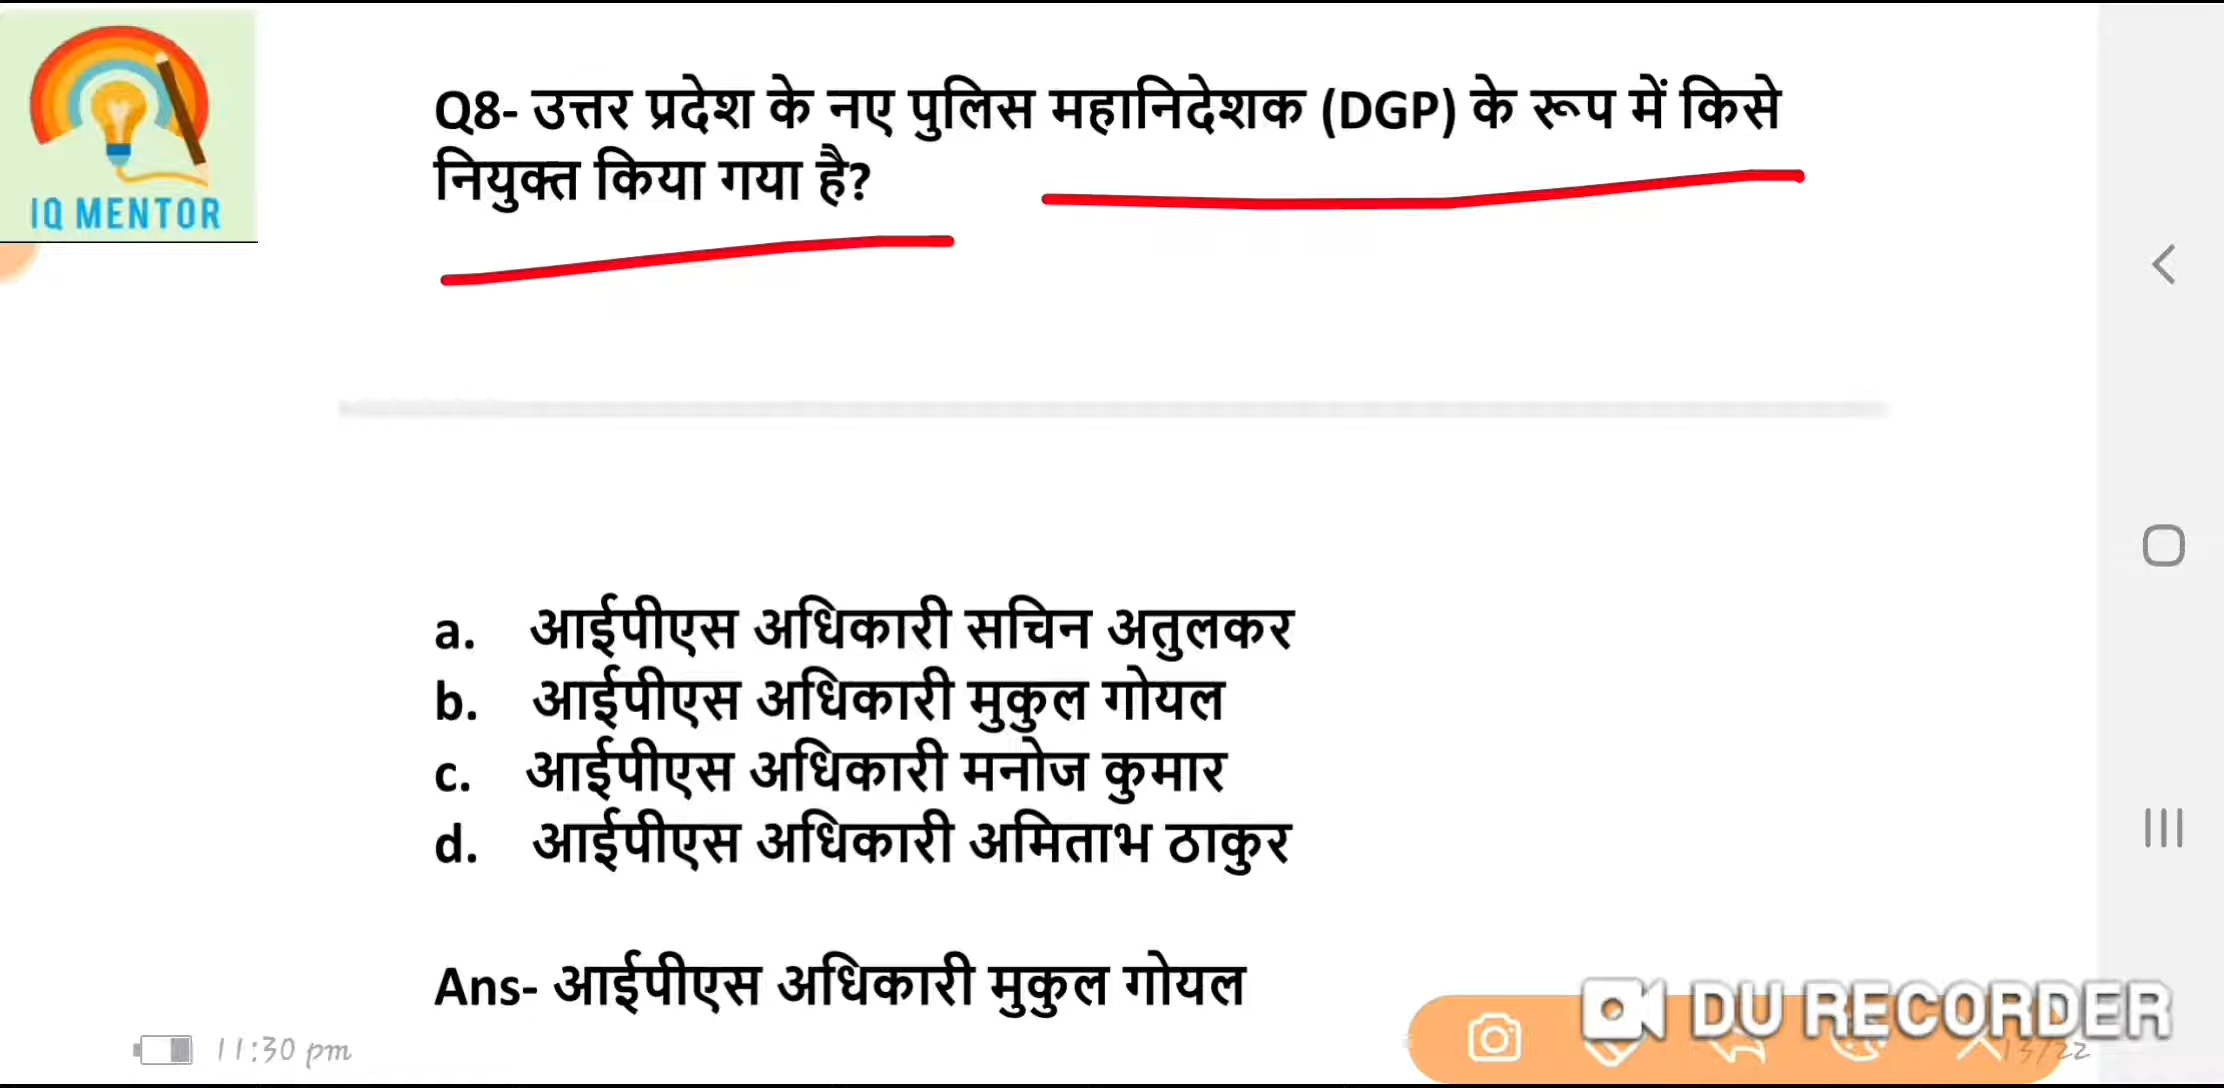 IQ MENTOR
Q8- उत्तर प्रदेश के नए पुलिस महानिदेशक (DGP) के रूप में किसे
नियुक्त किया गया है?
a. आईपीएस अधिकारी सचिन अतुलकर
b. आईपीएस अधिकारी मुकुल गोयल
c. आईपीएस अधिकारी मनोज कुमार
d. आईपीएस अधिकारी अमिताभ ठाकुर
Ans- आईपीएस अधिकारी मुकुल गोयल
DU RECORDER
11:30 pm
13/22